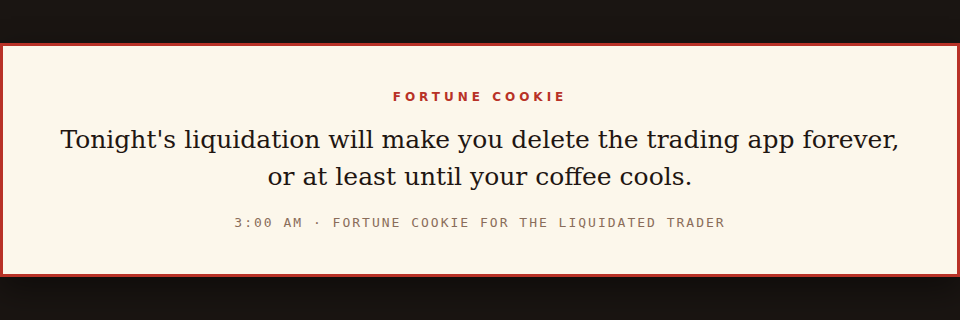 FORTUNE COOKIE
Tonight's liquidation will make you delete the trading app forever,
or at least until your coffee cools.
3:00 AM · FORTUNE COOKIE FOR THE LIQUIDATED TRADER